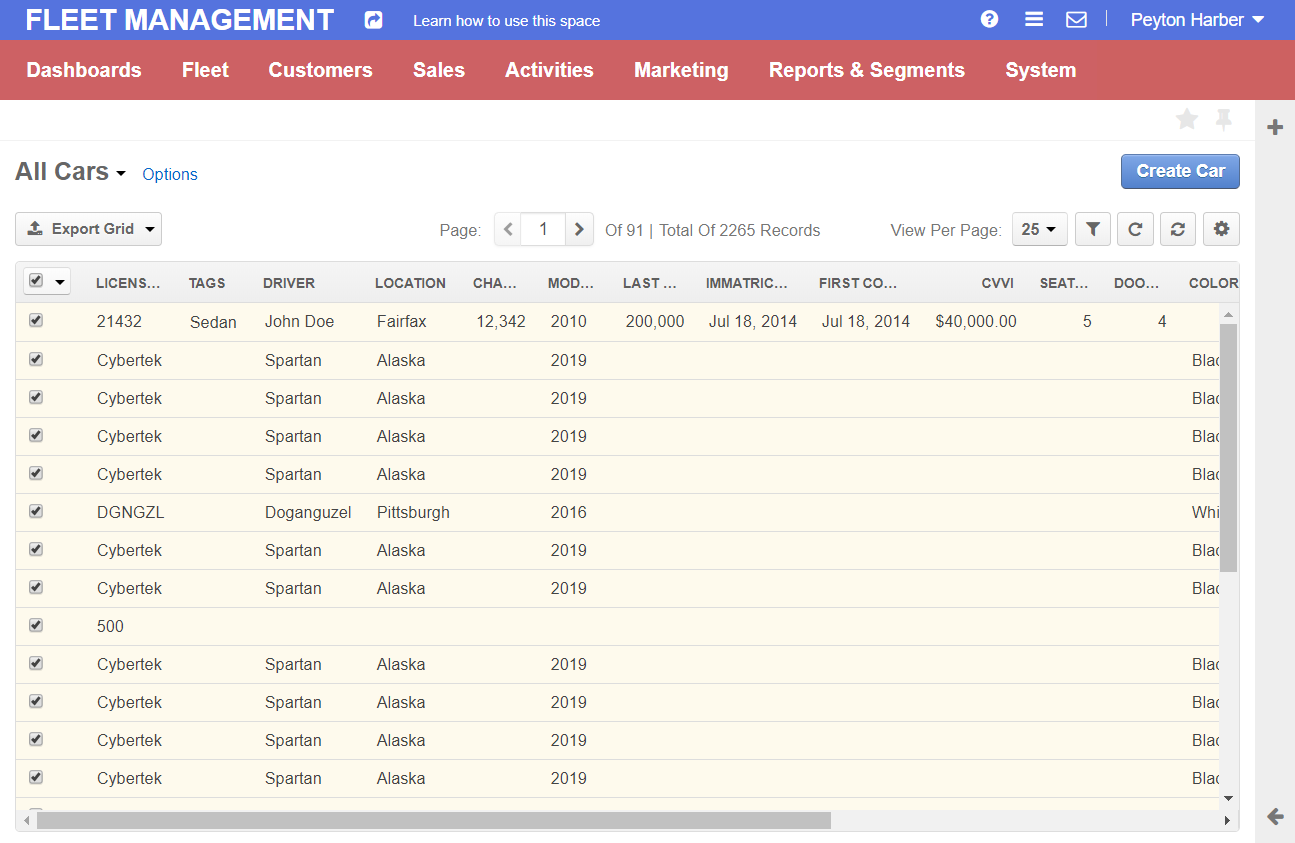 FLEET MANAGEMENT Learn how to use this space ? Peyton Harber
Dashboards Fleet Customers Sales Activities Marketing Reports & Segments System
All Cars Options Create Car
Export Grid Page: 1 Of 91 | Total Of 2265 Records View Per Page: 25
LICENS... TAGS DRIVER LOCATION CHA... MOD... LAST ... IMMATRIC... FIRST CO... CVVI SEAT... DOO... COLOR
21432 Sedan John Doe Fairfax 12,342 2010 200,000 Jul 18, 2014 Jul 18, 2014 $40,000.00 5 4
Cybertek Spartan Alaska 2019 Blac
Cybertek Spartan Alaska 2019 Blac
Cybertek Spartan Alaska 2019 Blac
Cybertek Spartan Alaska 2019 Blac
DGNGZL Doganguzel Pittsburgh 2016 Whi
Cybertek Spartan Alaska 2019 Blac
Cybertek Spartan Alaska 2019 Blac
500
Cybertek Spartan Alaska 2019 Blac
Cybertek Spartan Alaska 2019 Blac
Cybertek Spartan Alaska 2019 Blac
Cybertek Spartan Alaska 2019 Blac